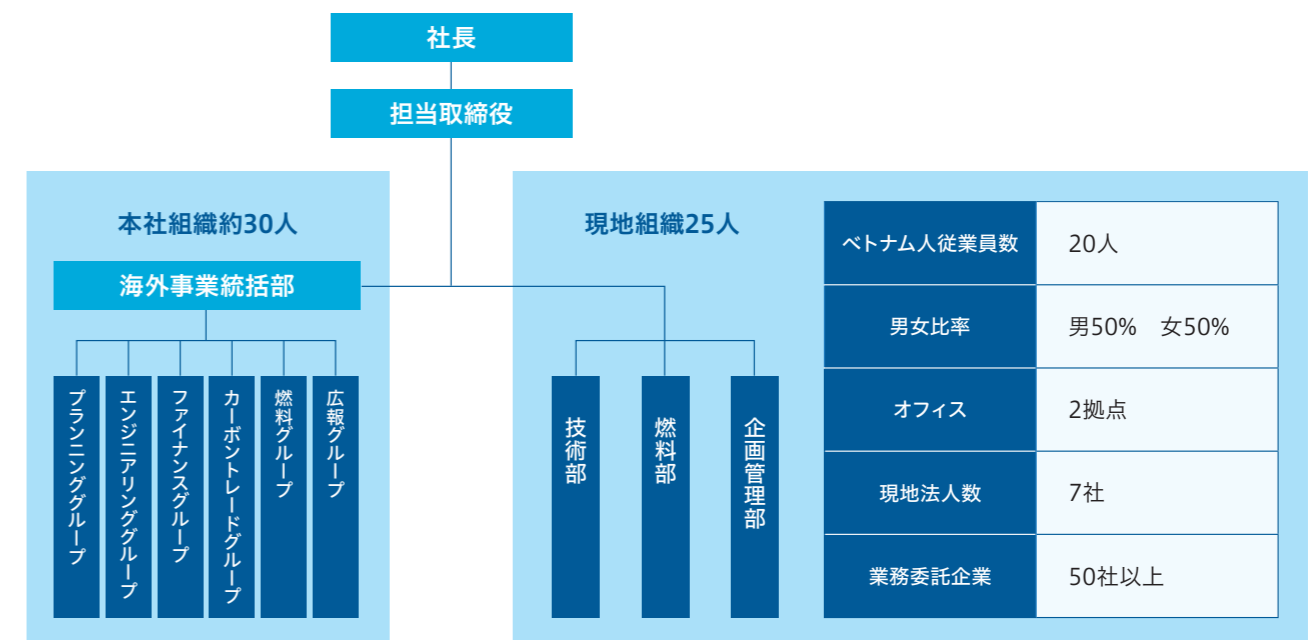 社長
担当取締役
本社組織約30人
海外事業統括部
プランニンググループ
エンジニアリンググループ
ファイナンスグループ
カーボントレードグループ
燃料グループ
広報グループ
現地組織25人
技術部
燃料部
企画管理部
ベトナム人従業員数 20人
男女比率 男50% 女50%
オフィス 2拠点
現地法人数 7社
業務委託企業 50社以上